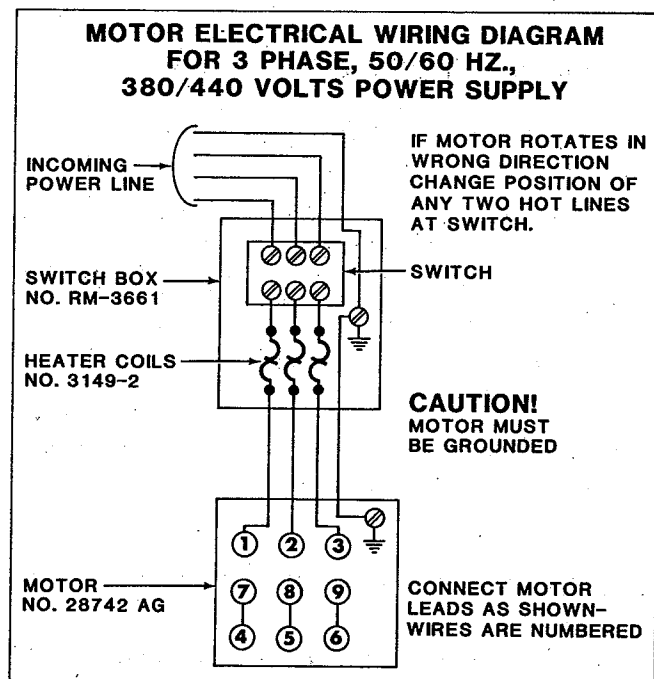 MOTOR ELECTRICAL WIRING DIAGRAM
FOR 3 PHASE, 50/60 HZ.,
380/440 VOLTS POWER SUPPLY
INCOMING
POWER LINE
IF MOTOR ROTATES IN
WRONG DIRECTION
CHANGE POSITION OF
ANY TWO HOT LINES
AT SWITCH.
SWITCH BOX
NO. RM-3661
SWITCH
HEATER COILS
NO. 3149-2
CAUTION!
MOTOR MUST
BE GROUNDED
1 2 3
7 8 9
4 5 6
MOTOR
NO. 28742 AG
CONNECT MOTOR
LEADS AS SHOWN-
WIRES ARE NUMBERED